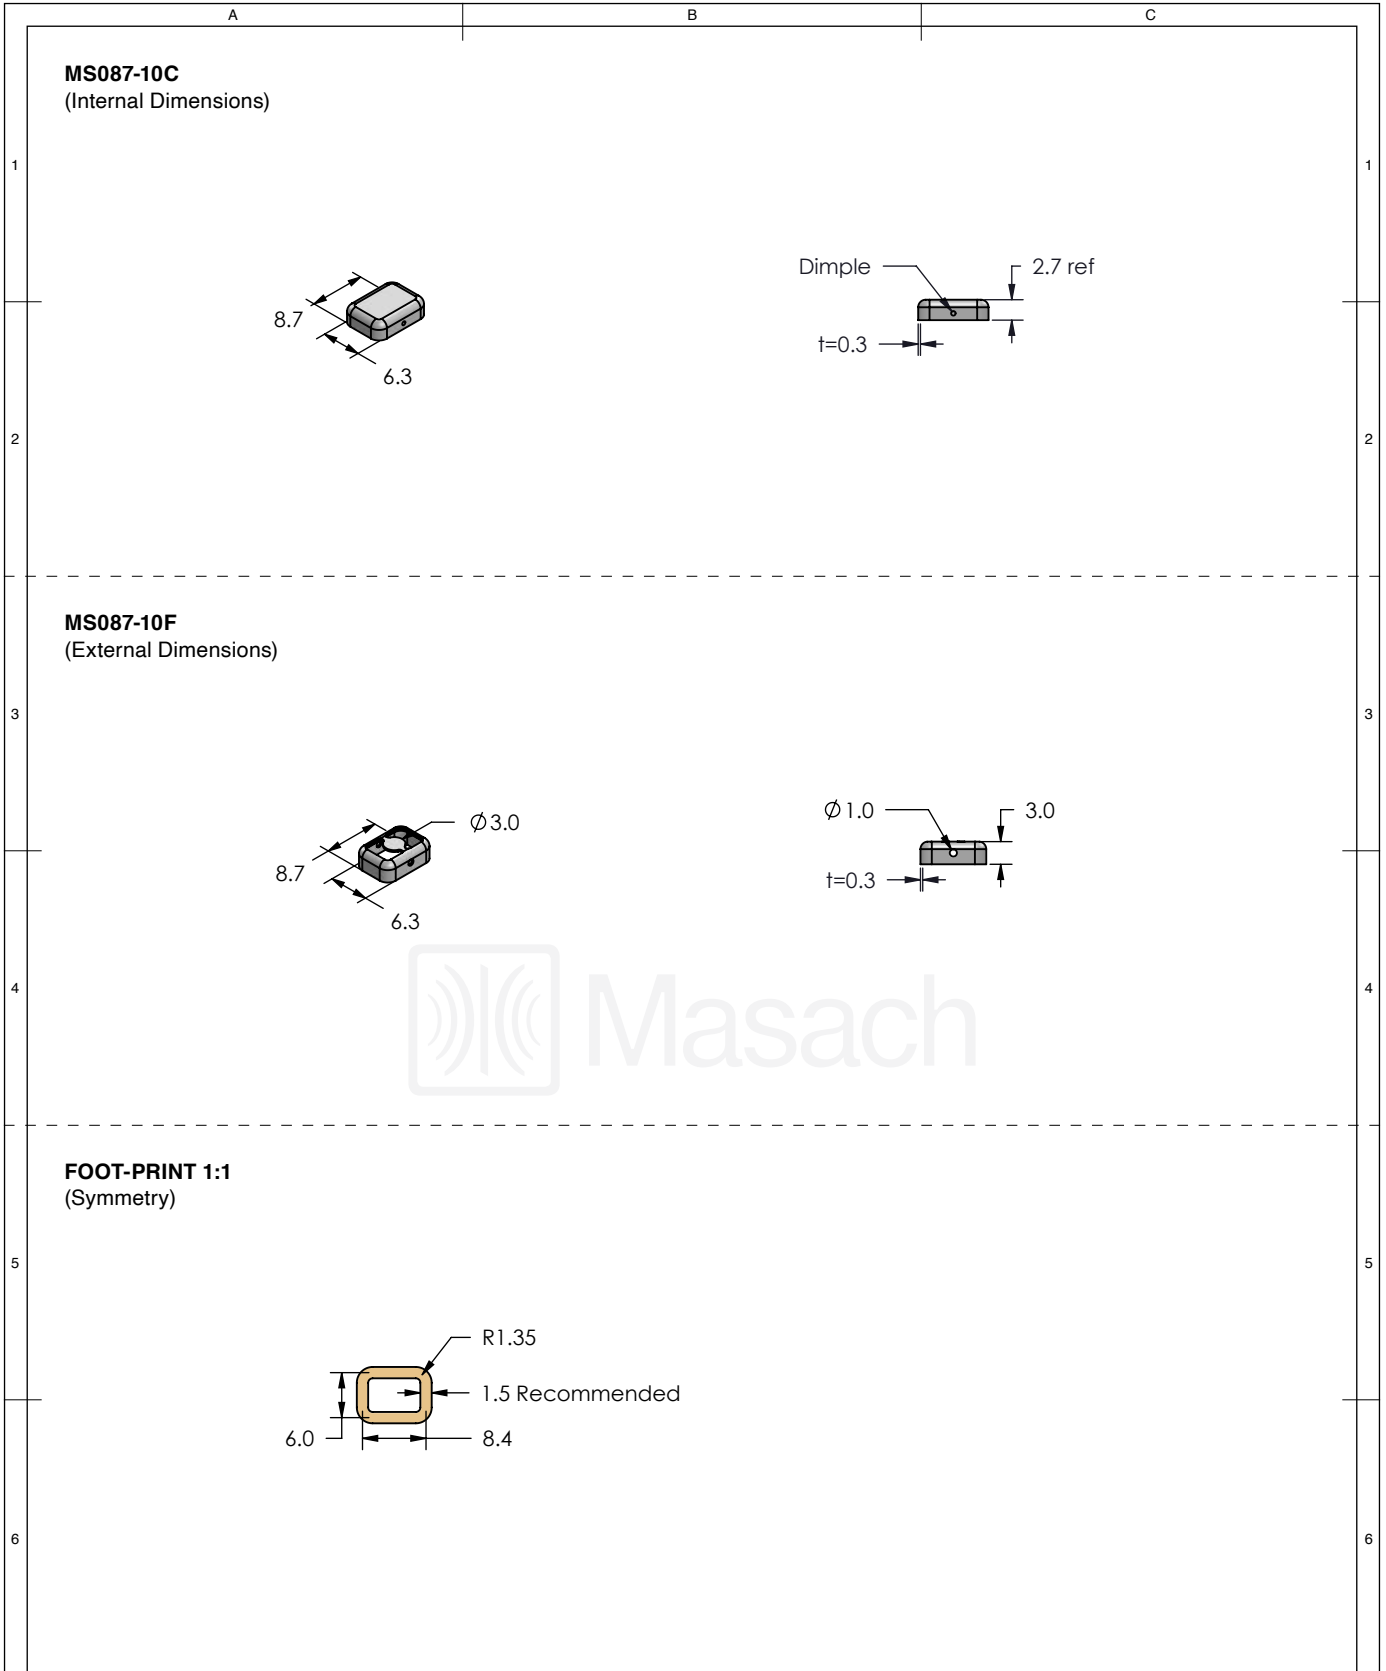 A B C
MS087-10C
(Internal Dimensions)
1 1
Dimple 2.7 ref
8.7
t=0.3
6.3
2 2
MS087-10F
(External Dimensions)
3 3
Ø3.0
Ø1.0 3.0
8.7
t=0.3
6.3
Masach
4 4
FOOT-PRINT 1:1
(Symmetry)
5 5
R1.35
1.5 Recommended
6.0 8.4
6 6